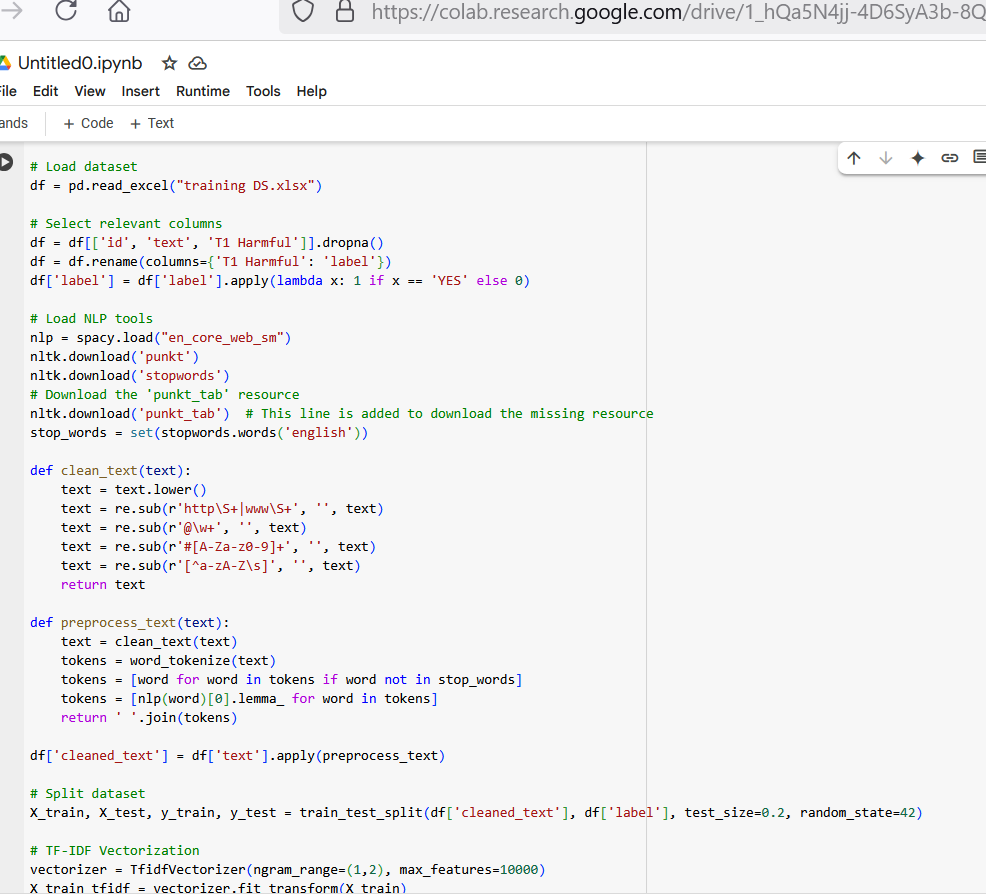 https://colab.research.google.com/drive/1_hQa5N4jj-4D6SyA3b-8Q
Untitled0.ipynb
File Edit View Insert Runtime Tools Help
ands + Code + Text
# Load dataset
df = pd.read_excel("training DS.xlsx")
# Select relevant columns
df = df[['id', 'text', 'T1 Harmful']].dropna()
df = df.rename(columns={'T1 Harmful': 'label'})
df['label'] = df['label'].apply(lambda x: 1 if x == 'YES' else 0)
# Load NLP tools
nlp = spacy.load("en_core_web_sm")
nltk.download('punkt')
nltk.download('stopwords')
# Download the 'punkt_tab' resource
nltk.download('punkt_tab')  # This line is added to download the missing resource
stop_words = set(stopwords.words('english'))
def clean_text(text):
    text = text.lower()
    text = re.sub(r'http\S+|www\S+', '', text)
    text = re.sub(r'@\w+', '', text)
    text = re.sub(r'#[A-Za-z0-9]+', '', text)
    text = re.sub(r'[^a-zA-Z\s]', '', text)
    return text
def preprocess_text(text):
    text = clean_text(text)
    tokens = word_tokenize(text)
    tokens = [word for word in tokens if word not in stop_words]
    tokens = [nlp(word)[0].lemma_ for word in tokens]
    return ' '.join(tokens)
df['cleaned_text'] = df['text'].apply(preprocess_text)
# Split dataset
X_train, X_test, y_train, y_test = train_test_split(df['cleaned_text'], df['label'], test_size=0.2, random_state=42)
# TF-IDF Vectorization
vectorizer = TfidfVectorizer(ngram_range=(1,2), max_features=10000)
X_train_tfidf = vectorizer.fit_transform(X_train)